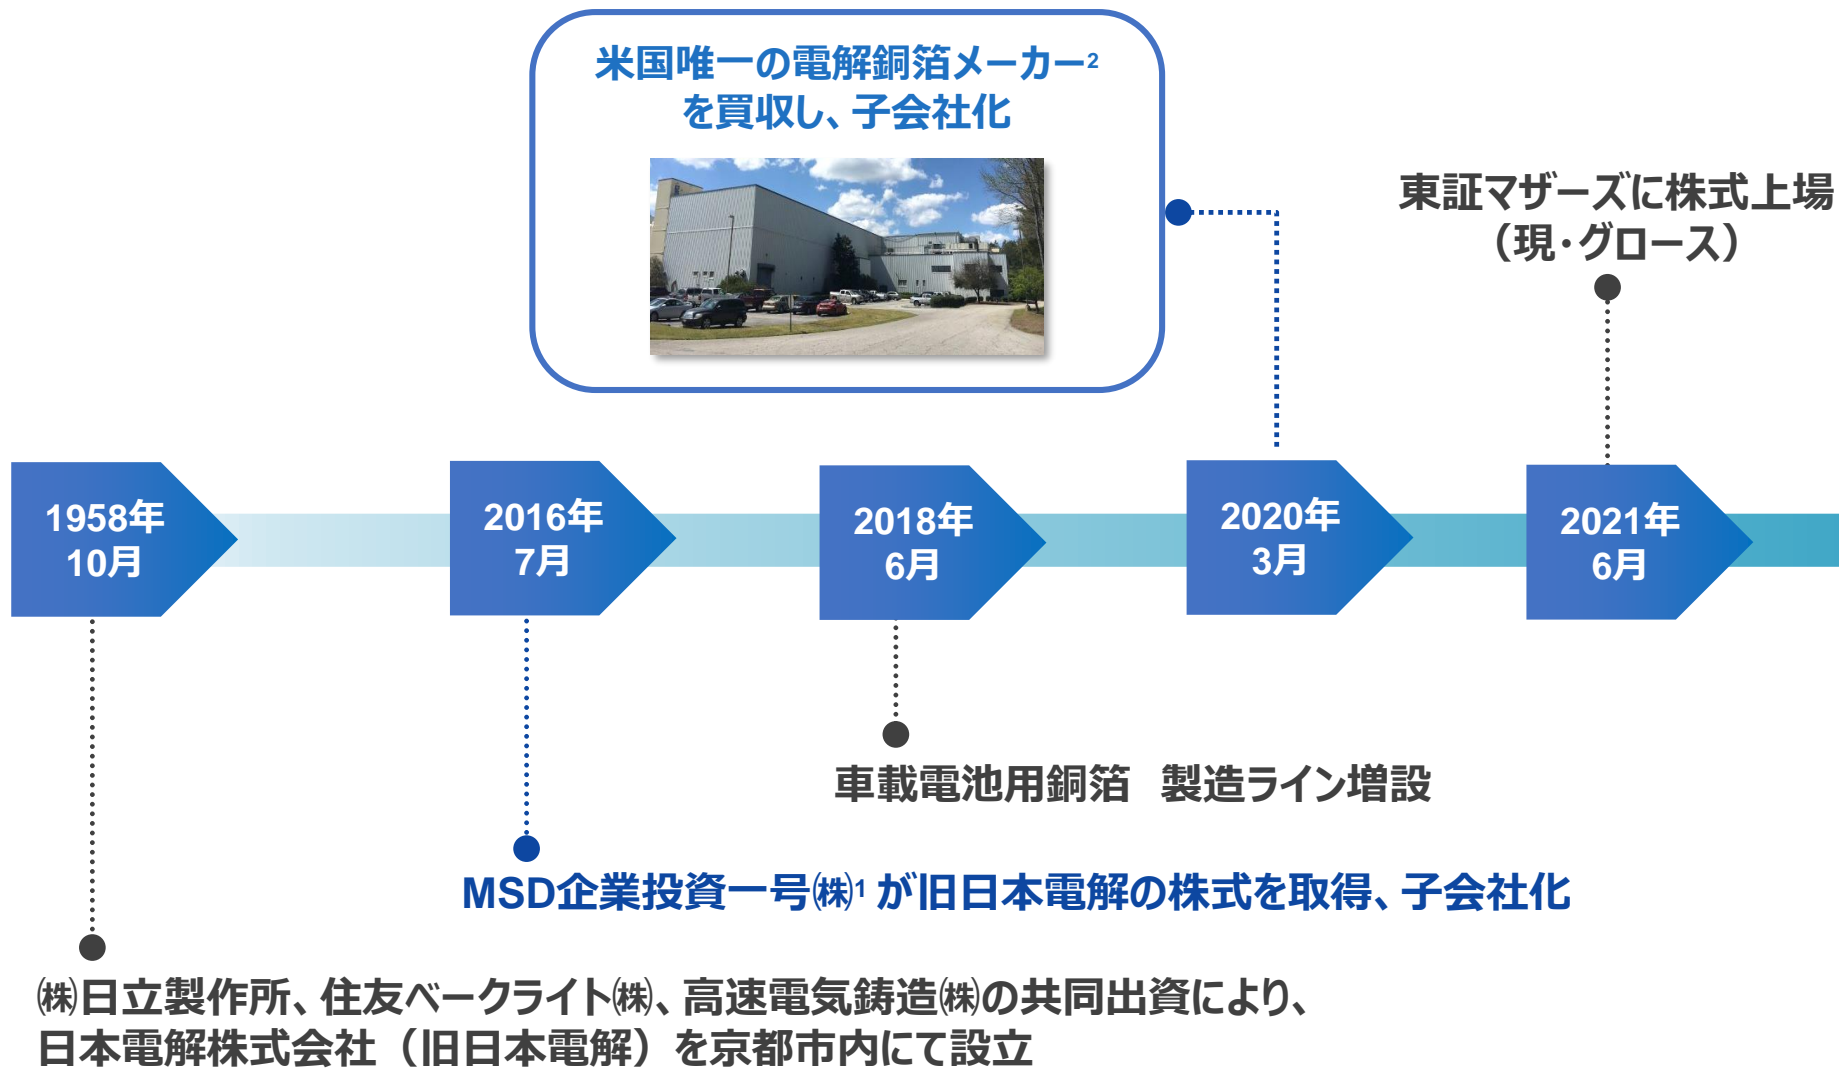 米国唯一の電解銅箔メーカー2
を買収し、子会社化
東証マザーズに株式上場
（現・グロース）
1958年
10月
2016年
7月
2018年
6月
2020年
3月
2021年
6月
車載電池用銅箔　製造ライン増設
MSD企業投資一号㈱1 が旧日本電解の株式を取得、子会社化
㈱日立製作所、住友ベークライト㈱、高速電気鋳造㈱の共同出資により、
日本電解株式会社（旧日本電解）を京都市内にて設立